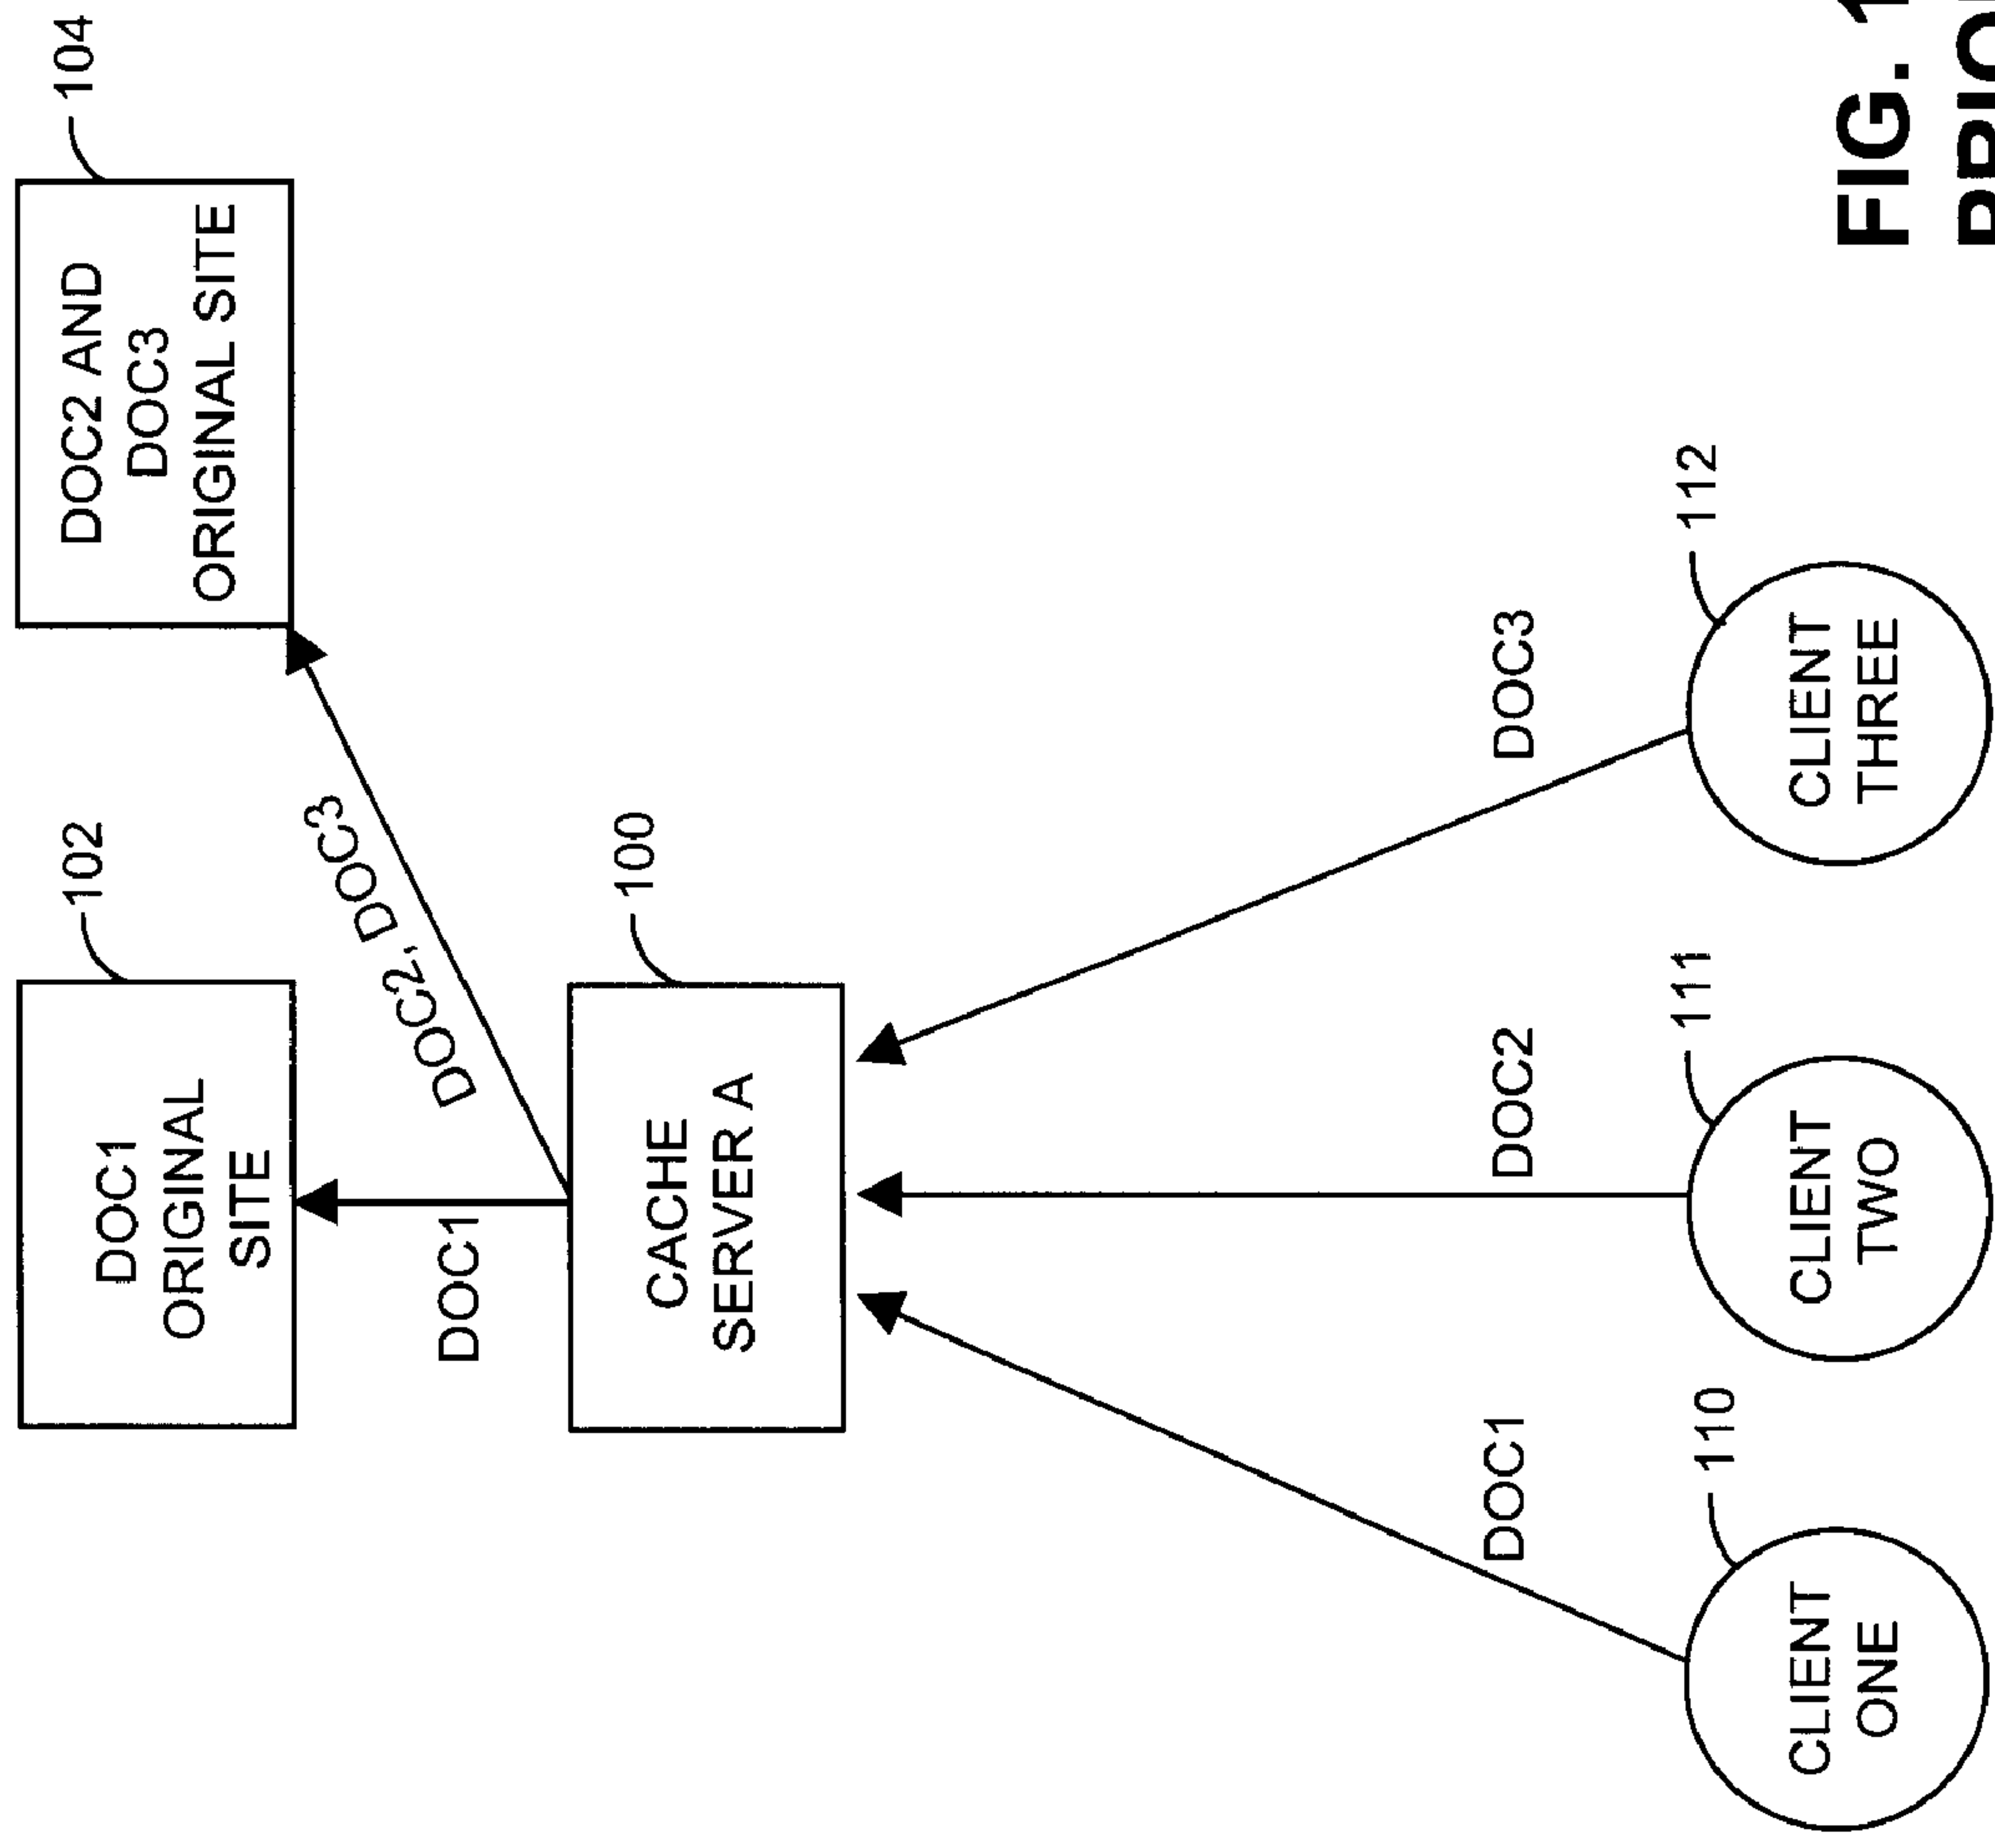 102
104
DOC1
ORIGINAL
SITE
DOC2 AND
DOC3
ORIGINAL SITE
DOC1
DOC2, DOC3
100
CACHE
SERVER A
DOC1
DOC2
DOC3
110
111
112
CLIENT
ONE
CLIENT
TWO
CLIENT
THREE
FIG. 1